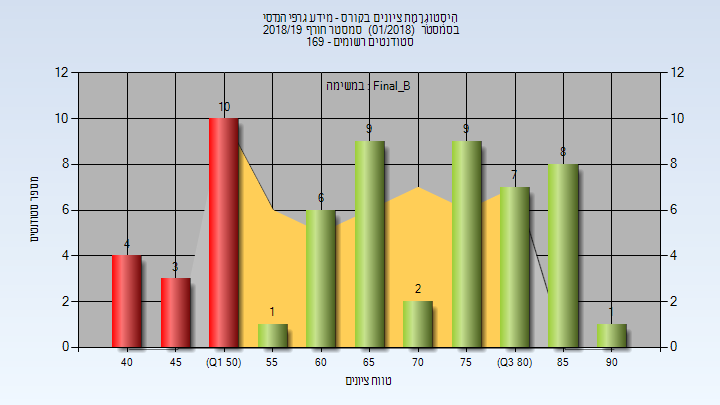 היסטוגרמת ציונים בקורס - מידע גרפי הנדסי
בסמסטר (01/2018) סמסטר חורף 2018/19
סטודנטים רשומים - 169
במשימה : Final_B
12 12
10 10
8 8
6 6
4 4
2 2
0 0
4 3 10 1 6 9 2 9 7 8 1
מספר סטודנטים
40 45 (Q1 50) 55 60 65 70 75 (Q3 80) 85 90
טווח ציונים